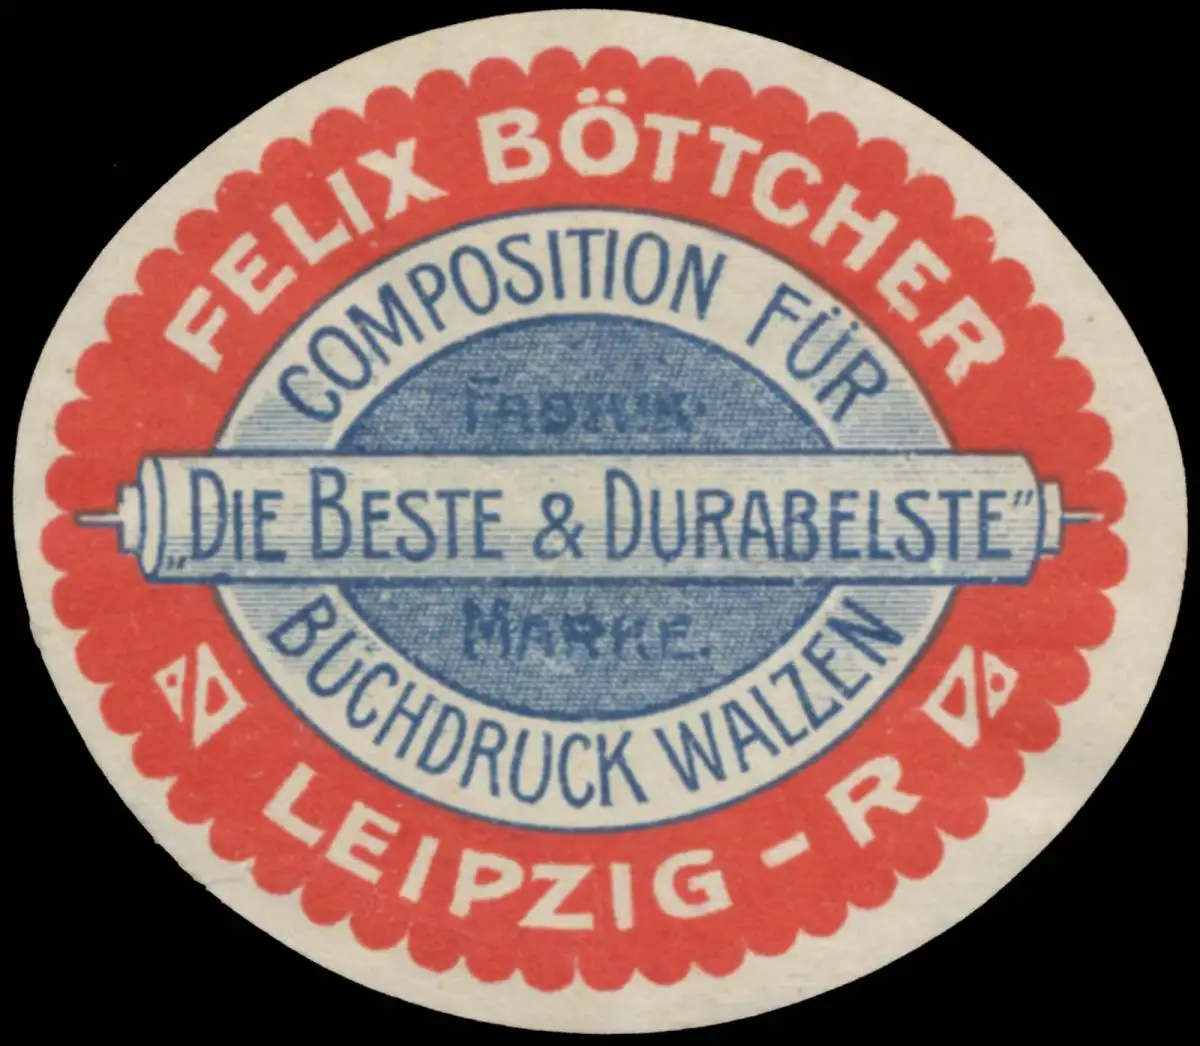 FELIX BÖTTCHER
COMPOSITION FÜR
FABRIK-
„DIE BESTE & DURABELSTE"
MARKE.
BUCHDRUCK WALZEN
LEIPZIG - R